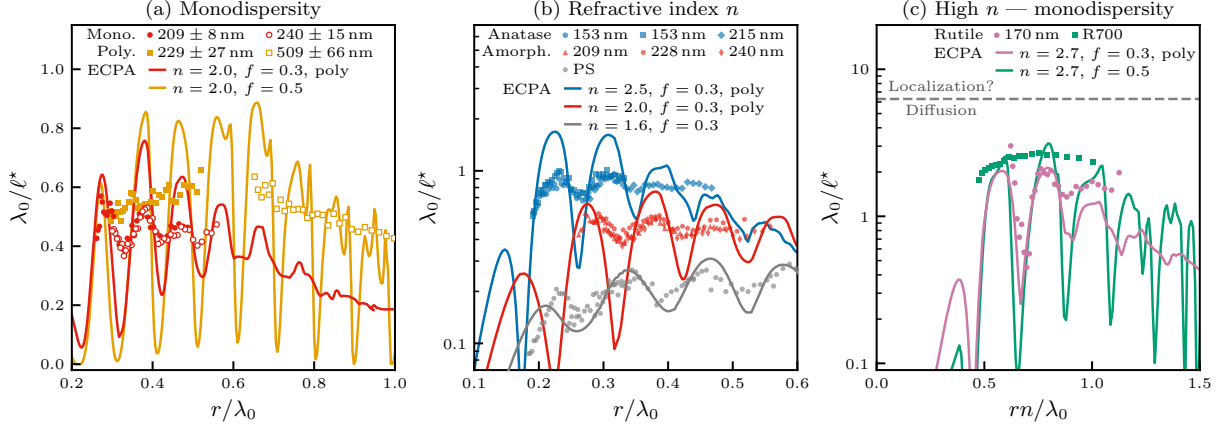 (a) Monodispersity
Mono. 209 ± 8 nm 240 ± 15 nm
Poly. 229 ± 27 nm 509 ± 66 nm
ECPA n = 2.0, f = 0.3, poly
n = 2.0, f = 0.5
1.0
0.8
0.6
0.4
0.2
0.0
λ₀/ℓ*
0.2 0.4 0.6 0.8 1.0
r/λ₀
(b) Refractive index n
Anatase 153 nm 153 nm 215 nm
Amorph. 209 nm 228 nm 240 nm
PS
ECPA n = 2.5, f = 0.3, poly
n = 2.0, f = 0.3, poly
n = 1.6, f = 0.3
1
0.1
λ₀/ℓ*
0.1 0.2 0.3 0.4 0.5 0.6
r/λ₀
(c) High n — monodispersity
Rutile 170 nm R700
ECPA n = 2.7, f = 0.3, poly
n = 2.7, f = 0.5
Localization?
Diffusion
10
1
0.1
λ₀/ℓ*
0.0 0.5 1.0 1.5
rn/λ₀